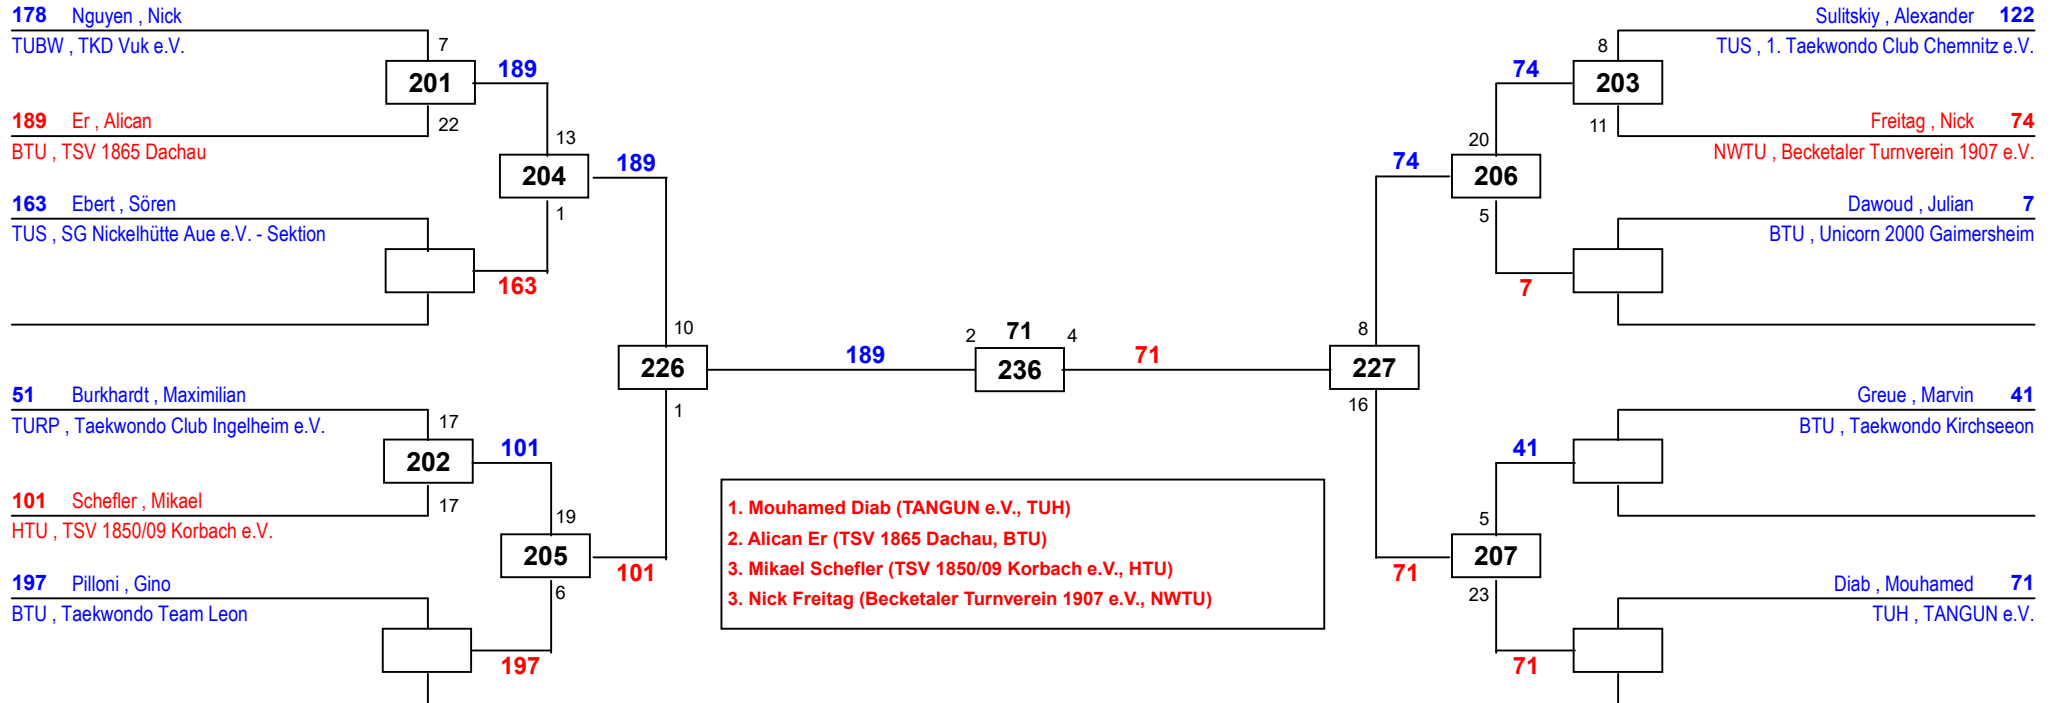 178 Nguyen , Nick
TUBW , TKD Vuk e.V.
7
201
189
189 Er , Alican
22
BTU , TSV 1865 Dachau
13
204
189
163 Ebert , Sören
1
TUS , SG Nickelhütte Aue e.V. - Sektion
163
10
226
1
51 Burkhardt , Maximilian
TURP , Taekwondo Club Ingelheim e.V.
17
202
101
101 Schefler , Mikael
17
HTU , TSV 1850/09 Korbach e.V.
19
205
101
197 Pilloni , Gino
6
BTU , Taekwondo Team Leon
197
189
2 71 4
236
71
1. Mouhamed Diab (TANGUN e.V., TUH)
2. Alican Er (TSV 1865 Dachau, BTU)
3. Mikael Schefler (TSV 1850/09 Korbach e.V., HTU)
3. Nick Freitag (Becketaler Turnverein 1907 e.V., NWTU)
Sulitskiy , Alexander 122
TUS , 1. Taekwondo Club Chemnitz e.V.
8
74
203
11
Freitag , Nick 74
NWTU , Becketaler Turnverein 1907 e.V.
20
74
206
5
Dawoud , Julian 7
BTU , Unicorn 2000 Gaimersheim
7
8
227
16
Greue , Marvin 41
BTU , Taekwondo Kirchseeon
41
5
207
71
23
Diab , Mouhamed 71
TUH , TANGUN e.V.
71